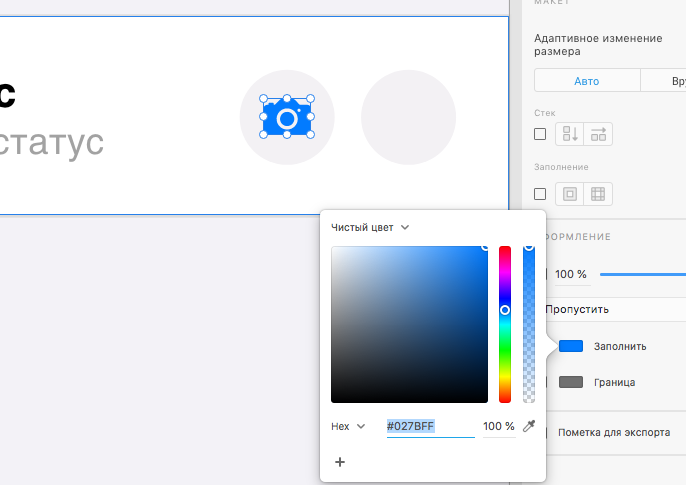 МАКЕТ
Адаптивное изменение
размера
Авто
Вру
Стек
Заполнение
с
статус
Чистый цвет
ОФОРМЛЕНИЕ
100 %
Пропустить
Заполнить
Граница
Hex
#027BFF
100 %
Пометка для экспорта
+